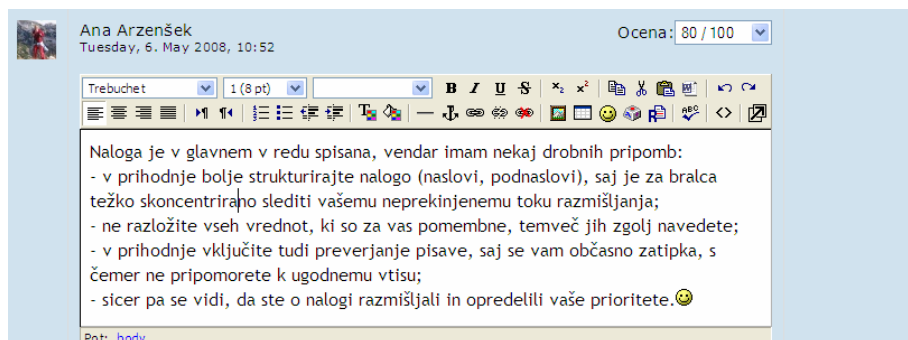 Ana Arzenšek
Ocena: 80 / 100
Tuesday, 6. May 2008, 10:52
Trebuchet 1 (8 pt) B I U S x₂ x²
ABC
Naloga je v glavnem v redu spisana, vendar imam nekaj drobnih pripomb:
- v prihodnje bolje strukturirajte nalogo (naslovi, podnaslovi), saj je za bralca
težko skoncentrirano slediti vašemu neprekinjenemu toku razmišljanja;
- ne razložite vseh vrednot, ki so za vas pomembne, temveč jih zgolj navedete;
- v prihodnje vključite tudi preverjanje pisave, saj se vam občasno zatipka, s
čemer ne pripomorete k ugodnemu vtisu;
- sicer pa se vidi, da ste o nalogi razmišljali in opredelili vaše prioritete.
Pot: body